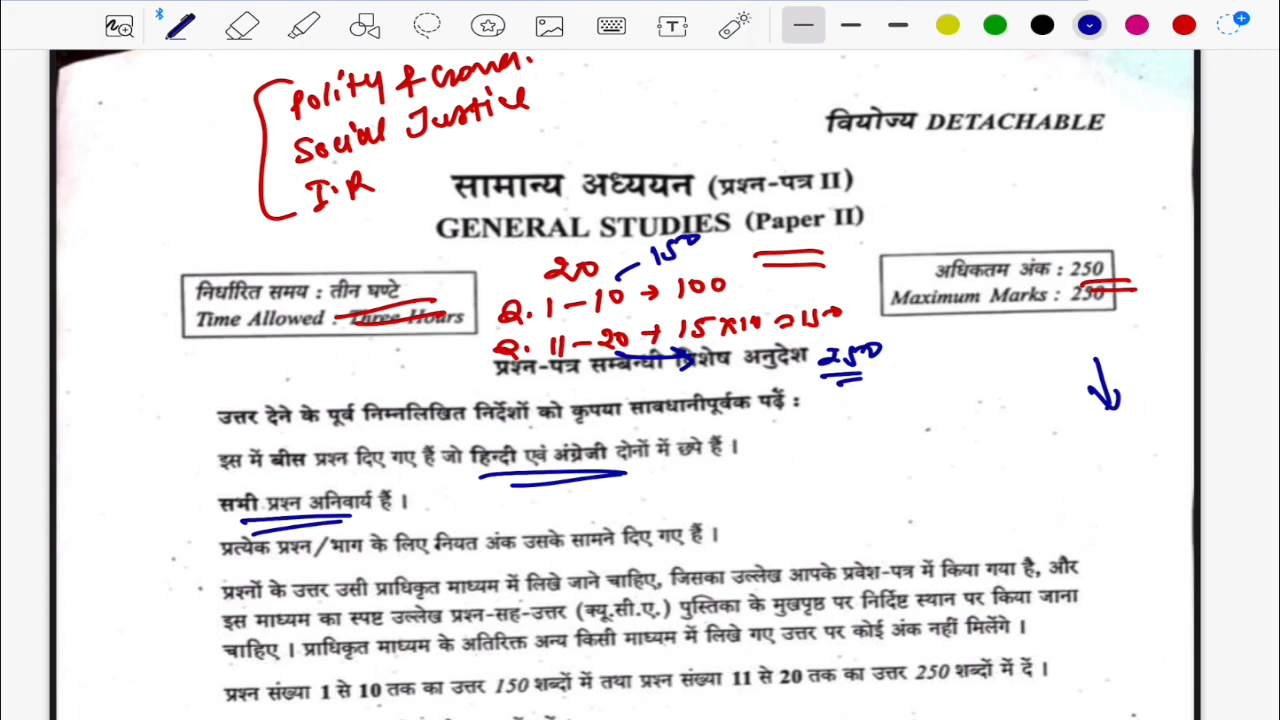 Polity & Gover.
Social Justice
I.R
वियोज्य DETACHABLE
सामान्य अध्ययन (प्रश्न-पत्र II)
GENERAL STUDIES (Paper II)
निर्धारित समय : तीन घण्टे
Time Allowed : Three Hours
अधिकतम अंक : 250
Maximum Marks : 250
20
150
Q. 1 - 10 → 100
Q. 11 - 20 → 15 × 10 = 150
250
प्रश्न-पत्र सम्बन्धी विशेष अनुदेश
उत्तर देने के पूर्व निम्नलिखित निर्देशों को कृपया सावधानीपूर्वक पढ़ें :
इस में बीस प्रश्न दिए गए हैं जो हिन्दी एवं अंग्रेजी दोनों में छपे हैं ।
सभी प्रश्न अनिवार्य हैं ।
प्रत्येक प्रश्न/भाग के लिए नियत अंक उसके सामने दिए गए हैं ।
प्रश्नों के उत्तर उसी प्राधिकृत माध्यम में लिखे जाने चाहिए, जिसका उल्लेख आपके प्रवेश-पत्र में किया गया है, और
इस माध्यम का स्पष्ट उल्लेख प्रश्न-सह-उत्तर (क्यू.सी.ए.) पुस्तिका के मुखपृष्ठ पर निर्दिष्ट स्थान पर किया जाना
चाहिए । प्राधिकृत माध्यम के अतिरिक्त अन्य किसी माध्यम में लिखे गए उत्तर पर कोई अंक नहीं मिलेंगे ।
प्रश्न संख्या 1 से 10 तक का उत्तर 150 शब्दों में तथा प्रश्न संख्या 11 से 20 तक का उत्तर 250 शब्दों में दें ।